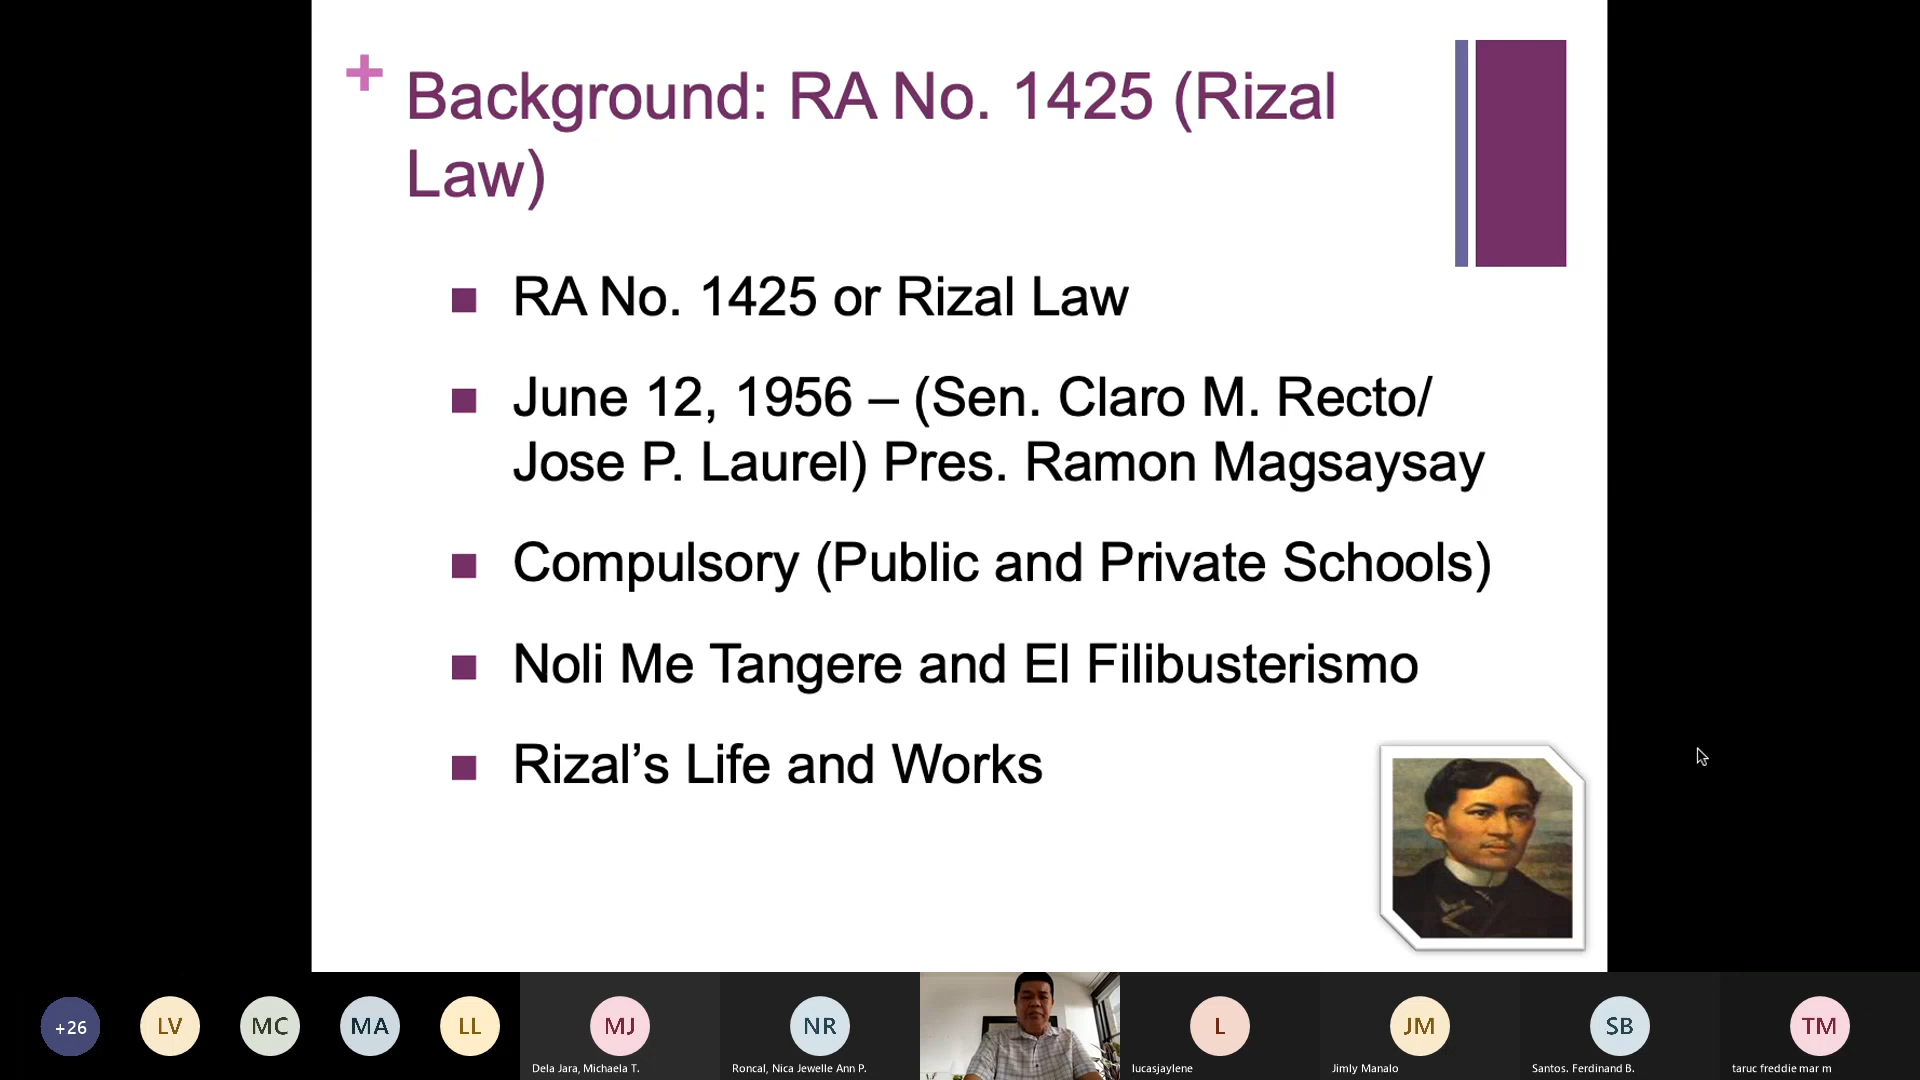 +
Background: RA No. 1425 (Rizal
Law)
RA No. 1425 or Rizal Law
June 12, 1956 – (Sen. Claro M. Recto/
Jose P. Laurel) Pres. Ramon Magsaysay
Compulsory (Public and Private Schools)
Noli Me Tangere and El Filibusterismo
Rizal’s Life and Works
+26
LV
MC
MA
LL
MJ
NR
L
JM
SB
TM
Dela Jara, Michaela T.
Roncal, Nica Jewelle Ann P.
lucasjaylene
Jimly Manalo
Santos. Ferdinand B.
taruc freddie mar m